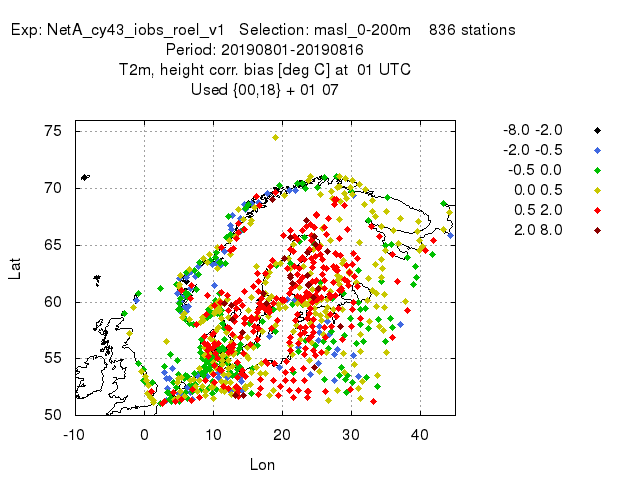 Exp: NetA_cy43_iobs_roel_v1   Selection: masl_0-200m    836 stations
Period: 20190801-20190816
T2m, height corr. bias [deg C] at  01 UTC
Used {00,18} + 01 07
75
70
65
60
55
50
Lat
-10 0 10 20 30 40
Lon
-8.0 -2.0
-2.0 -0.5
-0.5 0.0
0.0 0.5
0.5 2.0
2.0 8.0